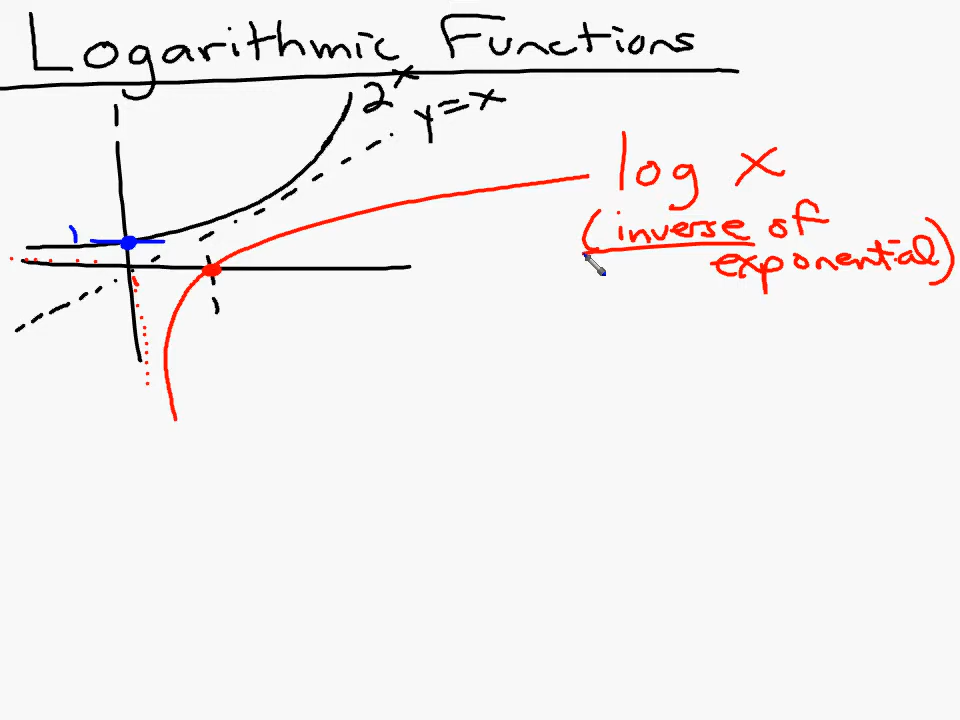 Logarithmic Functions
2^x
y=x
log x
(inverse of
exponential)
1
1